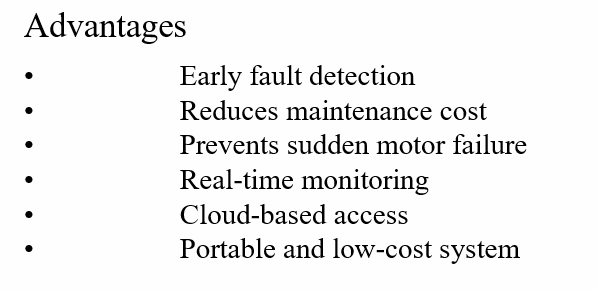 Advantages
• Early fault detection
• Reduces maintenance cost
• Prevents sudden motor failure
• Real-time monitoring
• Cloud-based access
• Portable and low-cost system